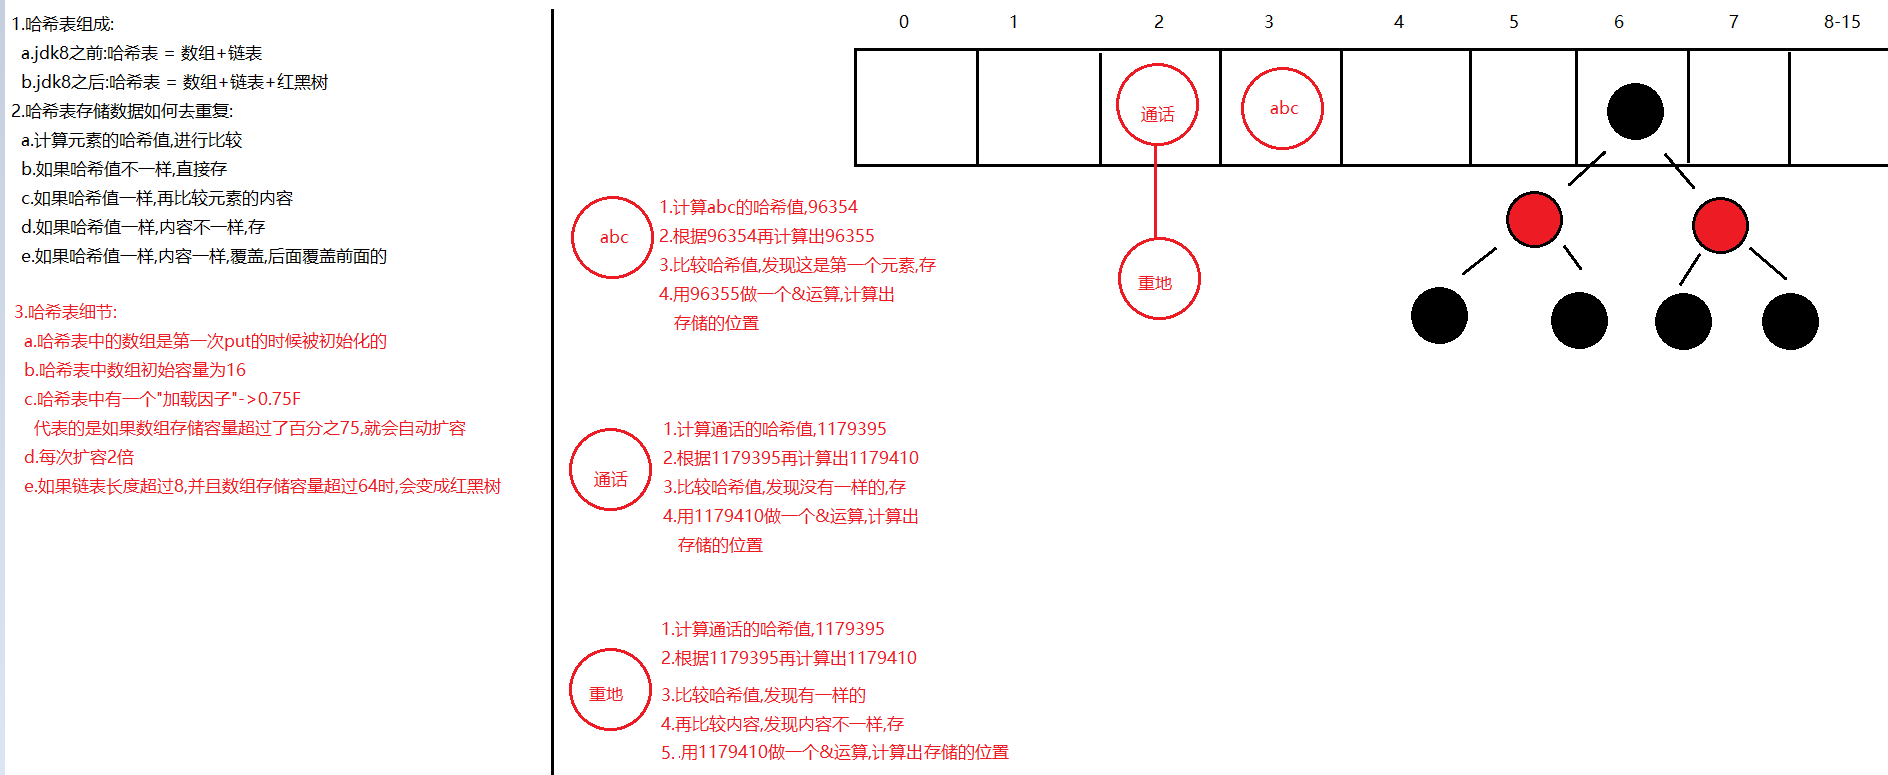 1.哈希表组成:
a.jdk8之前:哈希表 = 数组+链表
b.jdk8之后:哈希表 = 数组+链表+红黑树
2.哈希表存储数据如何去重复:
a.计算元素的哈希值,进行比较
b.如果哈希值不一样,直接存
c.如果哈希值一样,再比较元素的内容
d.如果哈希值一样,内容不一样,存
e.如果哈希值一样,内容一样,覆盖,后面覆盖前面的
3.哈希表细节:
a.哈希表中的数组是第一次put的时候被初始化的
b.哈希表中数组初始容量为16
c.哈希表中有一个"加载因子"->0.75F
代表的是如果数组存储容量超过了百分之75,就会自动扩容
d.每次扩容2倍
e.如果链表长度超过8,并且数组存储容量超过64时,会变成红黑树
0 1 2 3 4 5 6 7 8-15
通话
abc
重地
abc
1.计算abc的哈希值,96354
2.根据96354再计算出96355
3.比较哈希值,发现这是第一个元素,存
4.用96355做一个&运算,计算出
存储的位置
通话
1.计算通话的哈希值,1179395
2.根据1179395再计算出1179410
3.比较哈希值,发现没有一样的,存
4.用1179410做一个&运算,计算出
存储的位置
重地
1.计算通话的哈希值,1179395
2.根据1179395再计算出1179410
3.比较哈希值,发现有一样的
4.再比较内容,发现内容不一样,存
5. .用1179410做一个&运算,计算出存储的位置